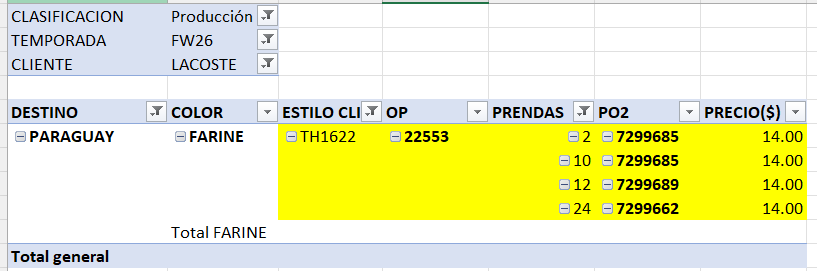 CLASIFICACION Producción
TEMPORADA FW26
CLIENTE LACOSTE
DESTINO COLOR ESTILO CLI OP PRENDAS PO2 PRECIO($)
PARAGUAY FARINE TH1622 22553 2 7299685 14.00
10 7299685 14.00
12 7299689 14.00
24 7299662 14.00
Total FARINE
Total general